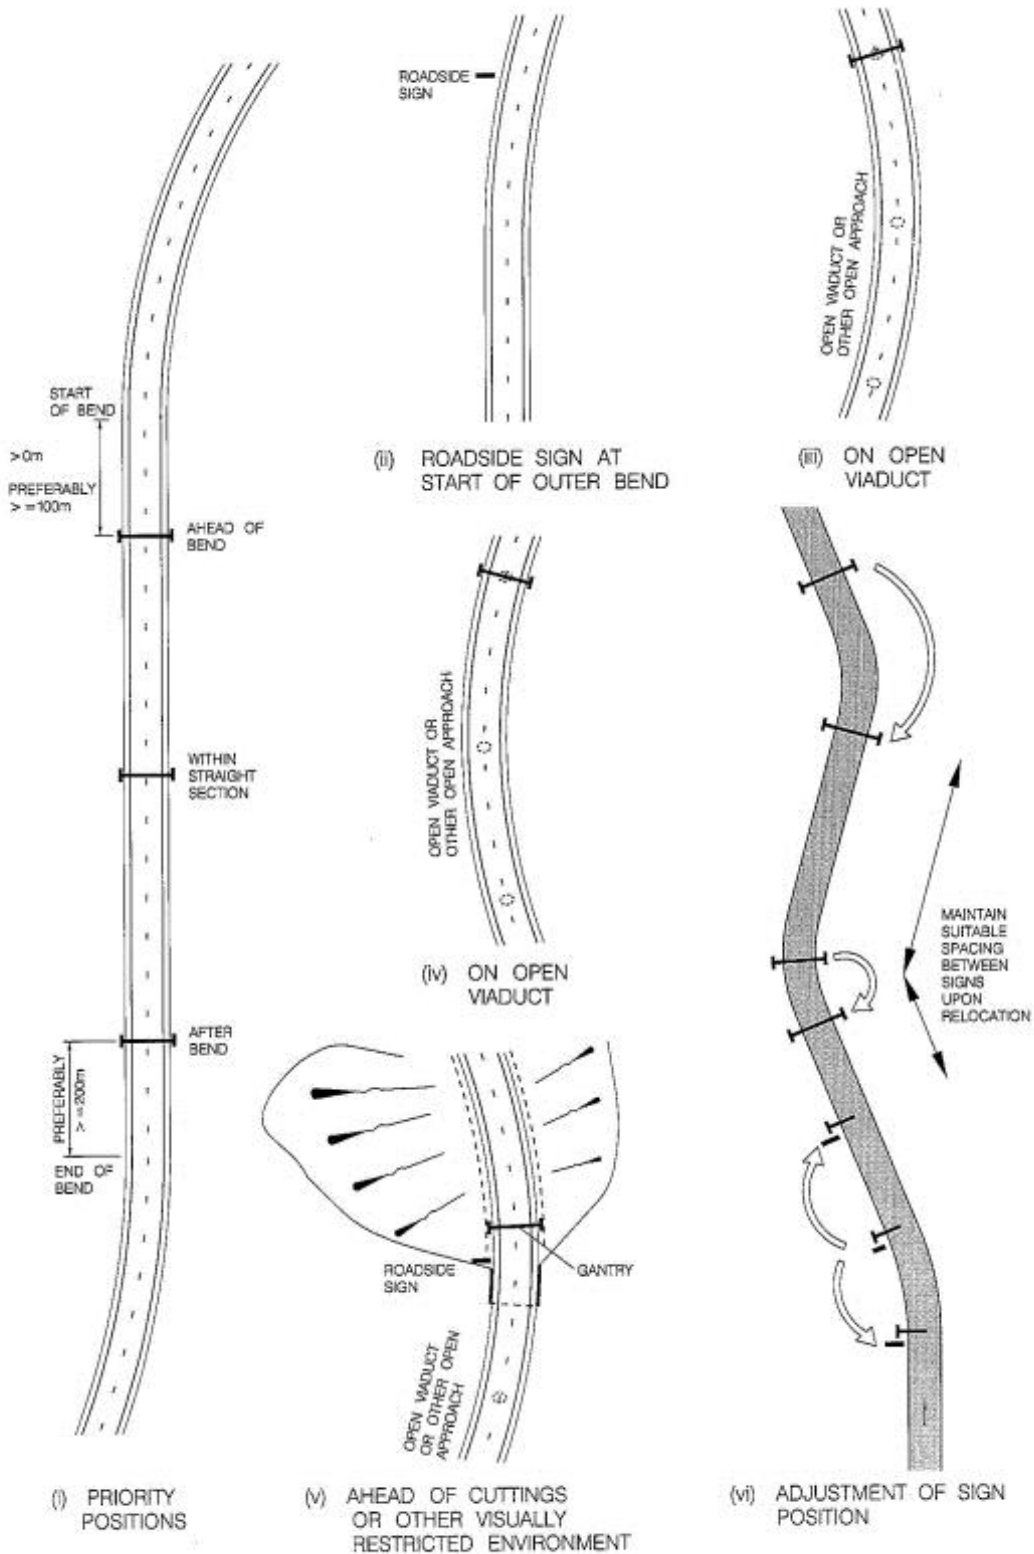 START
OF BEND
>0m
PREFERABLY
> =100m
AHEAD OF
BEND
WITHIN
STRAIGHT
SECTION
AFTER
BEND
PREFERABLY
> =200m
END OF
BEND
(i) PRIORITY
POSITIONS
ROADSIDE
SIGN
(ii) ROADSIDE SIGN AT
START OF OUTER BEND
OPEN VIADUCT OR
OTHER OPEN APPROACH
(iii) ON OPEN
VIADUCT
OPEN VIADUCT OR
OTHER OPEN APPROACH
(iv) ON OPEN
VIADUCT
ROADSIDE
SIGN
GANTRY
OPEN VIADUCT
OR OTHER OPEN
APPROACH
(v) AHEAD OF CUTTINGS
OR OTHER VISUALLY
RESTRICTED ENVIRONMENT
MAINTAIN
SUITABLE
SPACING
BETWEEN
SIGNS
UPON
RELOCATION
(vi) ADJUSTMENT OF SIGN
POSITION